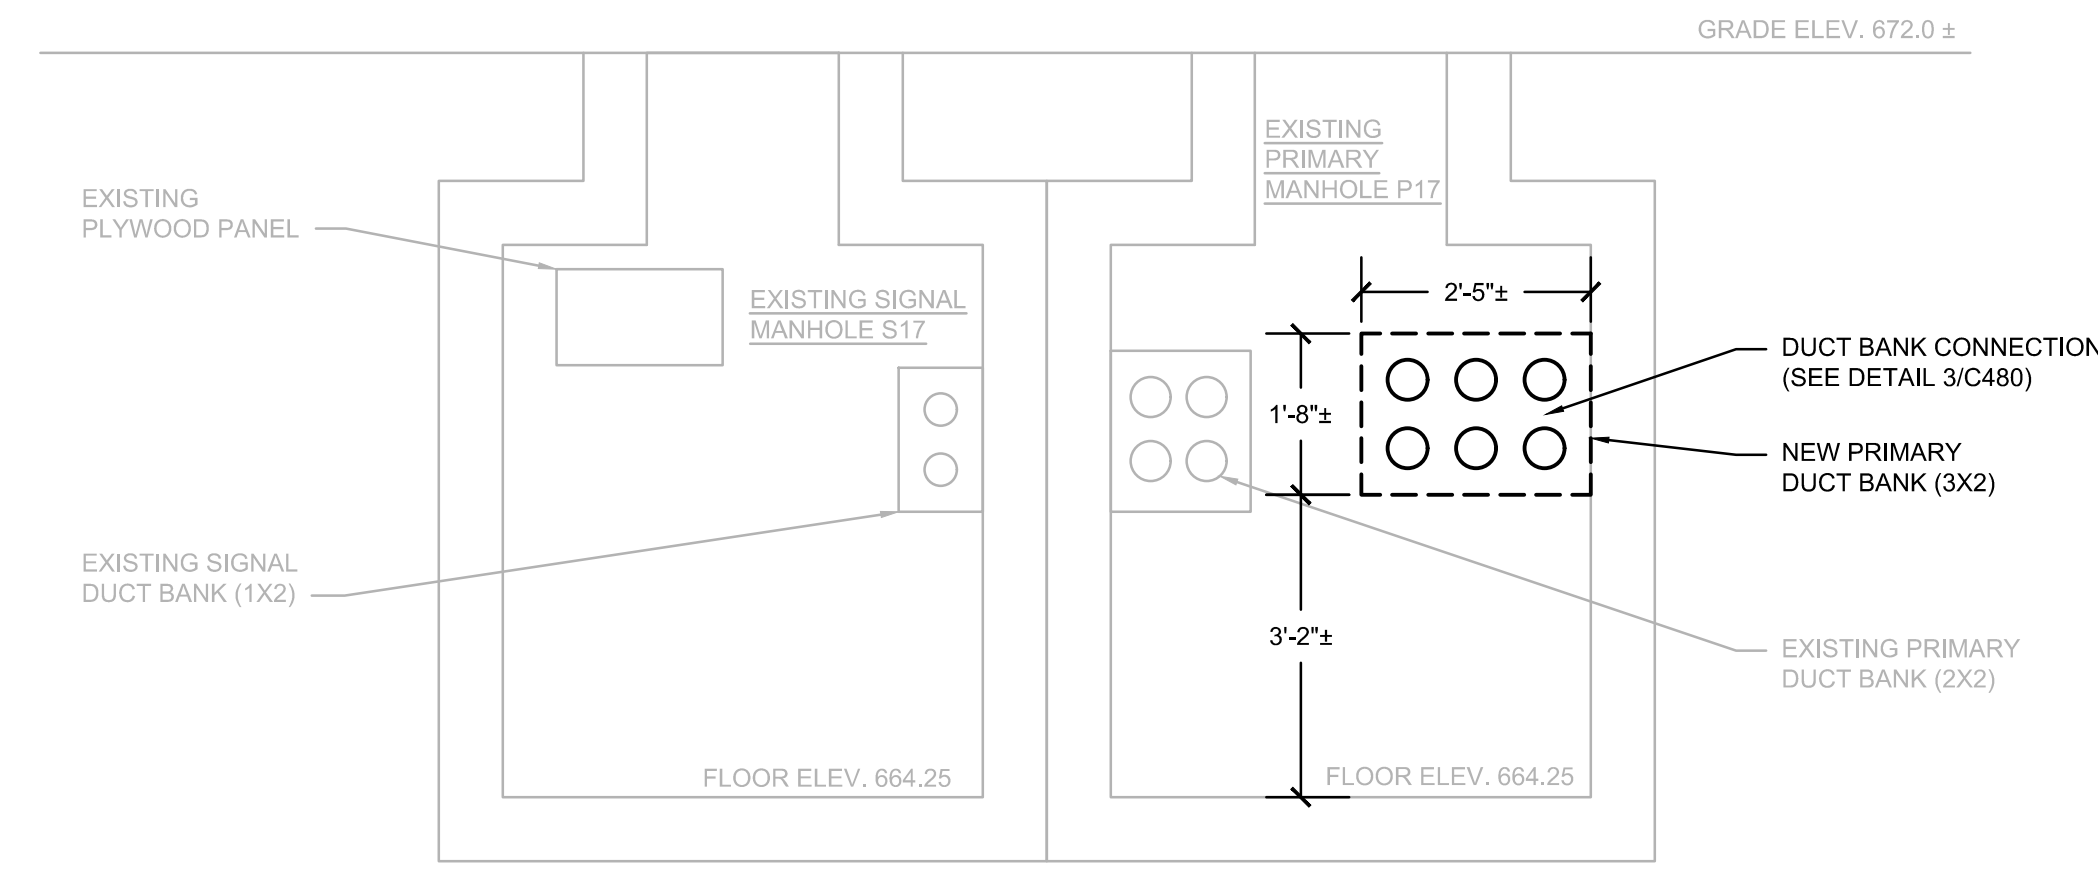 GRADE ELEV. 672.0 ±
EXISTING
PRIMARY
MANHOLE P17
EXISTING
PLYWOOD PANEL
EXISTING SIGNAL
MANHOLE S17
2'-5"±
1'-8"±
DUCT BANK CONNECTION
(SEE DETAIL 3/C480)
NEW PRIMARY
DUCT BANK (3X2)
EXISTING SIGNAL
DUCT BANK (1X2)
3'-2"±
EXISTING PRIMARY
DUCT BANK (2X2)
FLOOR ELEV. 664.25
FLOOR ELEV. 664.25